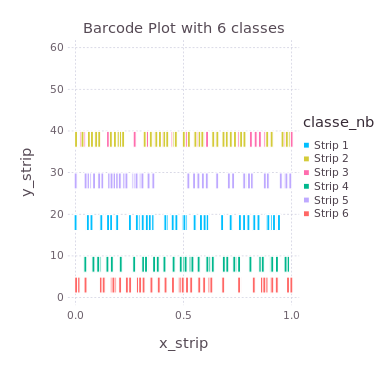 Barcode Plot with 6 classes
60
50
40
30
20
10
0
y_strip
0.0
0.5
1.0
x_strip
classe_nb
Strip 1
Strip 2
Strip 3
Strip 4
Strip 5
Strip 6